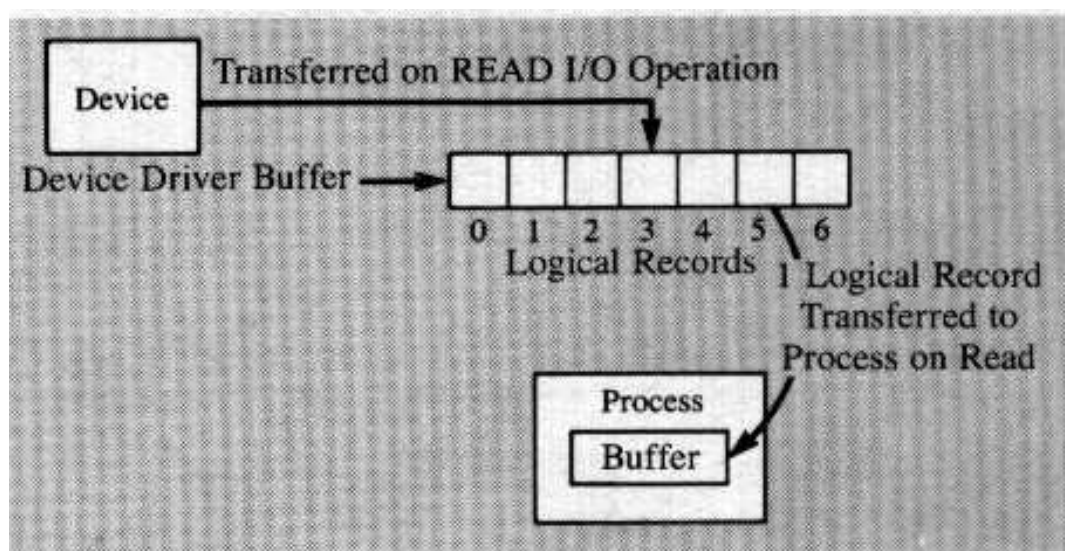 Device
Transferred on READ I/O Operation
Device Driver Buffer
0 1 2 3 4 5 6
Logical Records
1 Logical Record
Transferred to
Process on Read
Process
Buffer